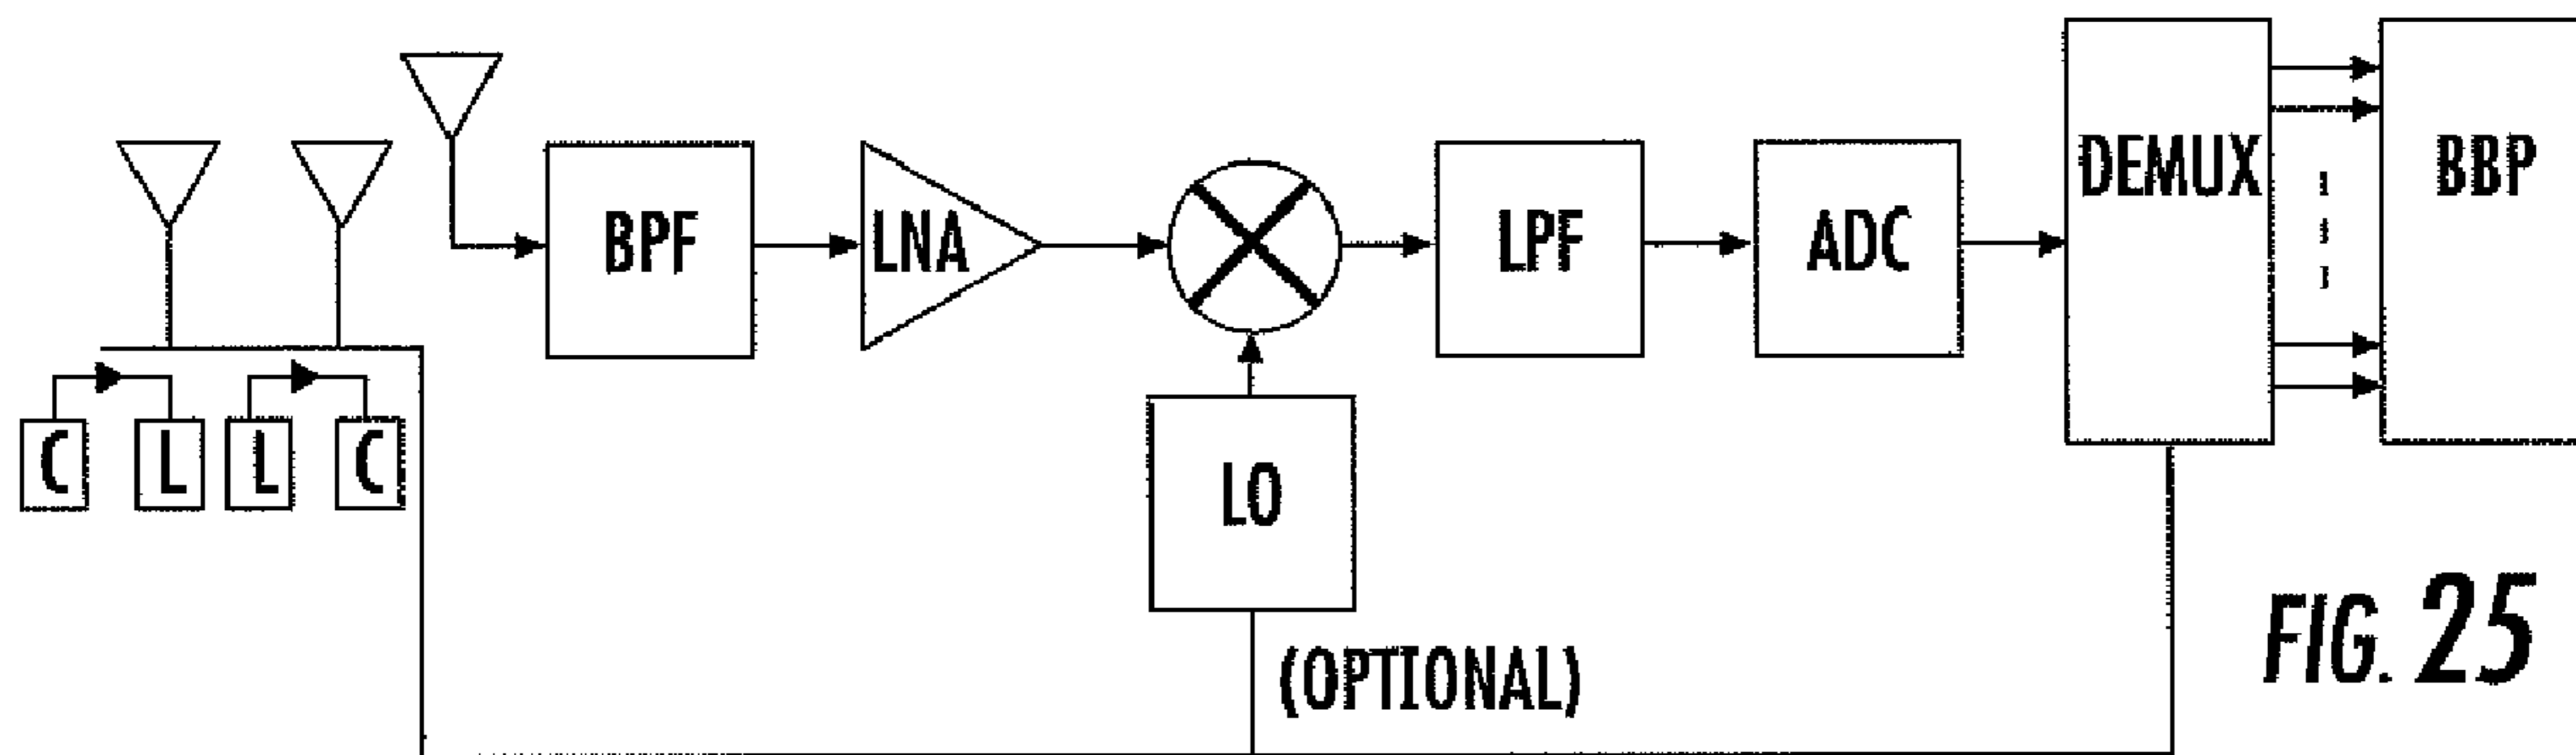 BPF
LNA
LPF
ADC
DEMUX
BBP
C
L
L
C
LO
(OPTIONAL)
FIG. 25